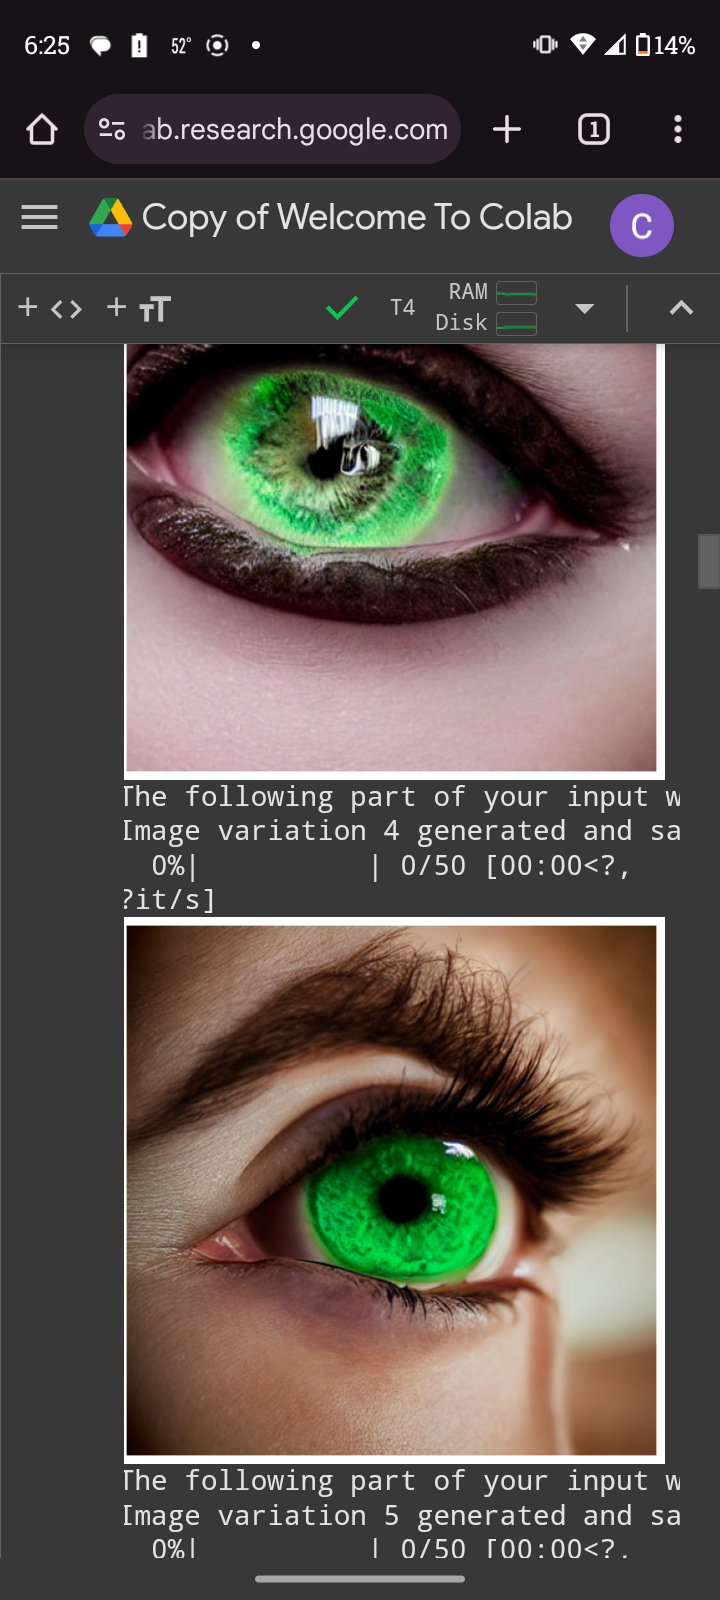 6:25 52° 14%
ab.research.google.com 1
Copy of Welcome To Colab C
+ <> + TT T4 RAM
Disk
The following part of your input w
Image variation 4 generated and sa
0%| | 0/50 [00:00<?,
?it/s]
The following part of your input w
Image variation 5 generated and sa
0%| | 0/50 [00:00<?,